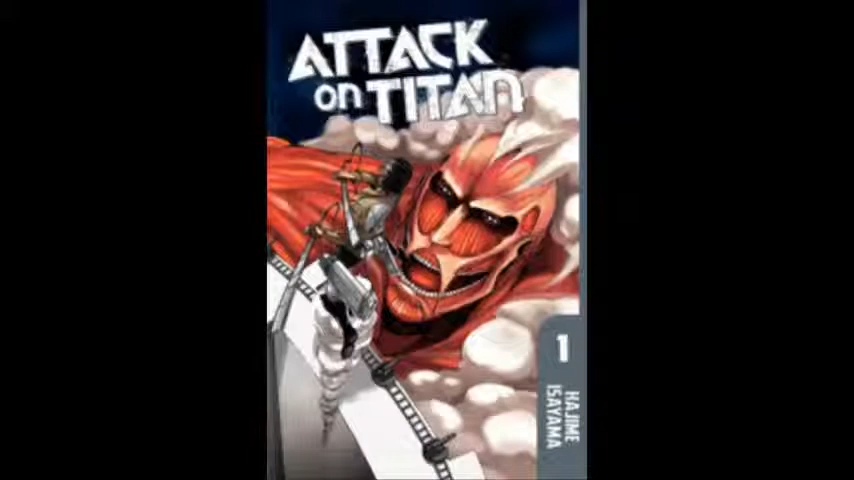 ATTACK
on TITAN
1
HAJIME
ISAYAMA